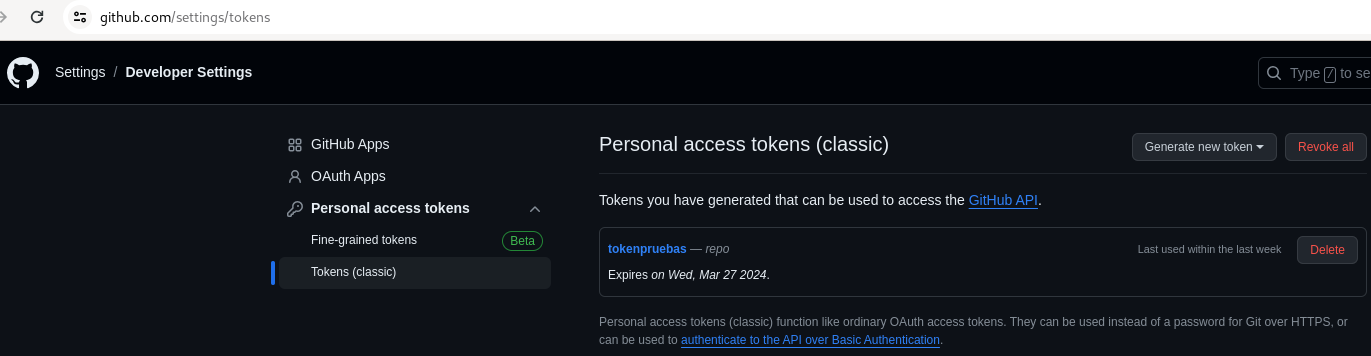 github.com/settings/tokens
Settings / Developer Settings
Type / to se
GitHub Apps
OAuth Apps
Personal access tokens
Fine-grained tokens Beta
Tokens (classic)
Personal access tokens (classic)
Generate new token
Revoke all
Tokens you have generated that can be used to access the GitHub API.
tokenpruebas — repo
Last used within the last week
Delete
Expires on Wed, Mar 27 2024.
Personal access tokens (classic) function like ordinary OAuth access tokens. They can be used instead of a password for Git over HTTPS, or
can be used to authenticate to the API over Basic Authentication.